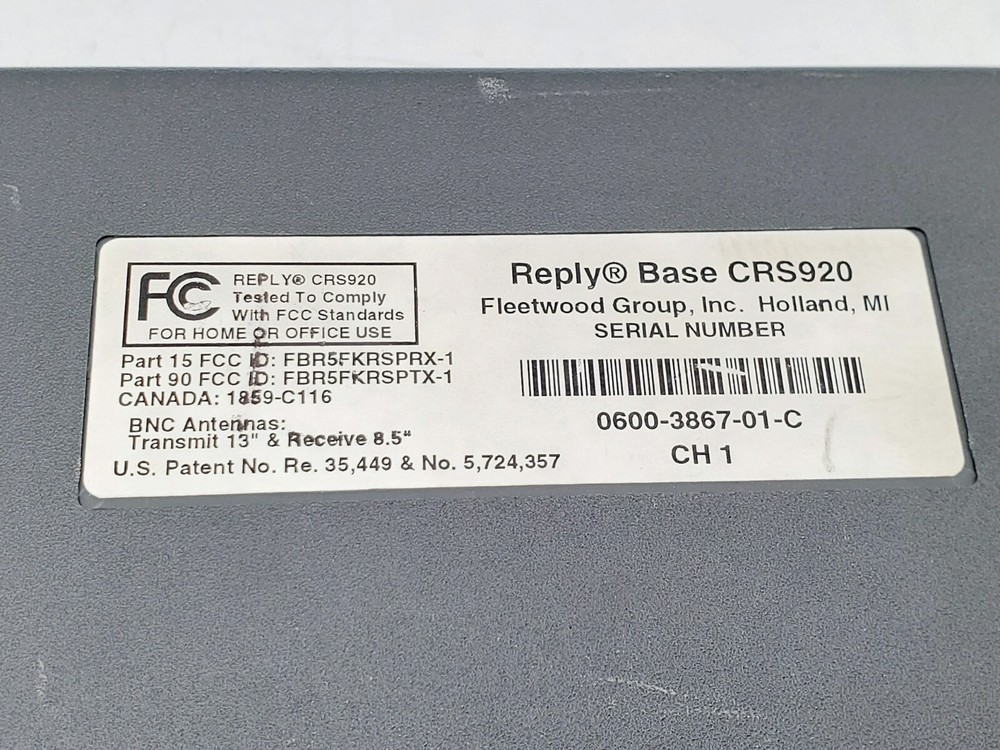 FC REPLY® CRS920
Tested To Comply
With FCC Standards
FOR HOME OR OFFICE USE
Part 15 FCC ID: FBR5FKRSPRX-1
Part 90 FCC ID: FBR5FKRSPTX-1
CANADA: 1859-C116
BNC Antennas:
Transmit 13" & Receive 8.5"
U.S. Patent No. Re. 35,449 & No. 5,724,357
Reply® Base CRS920
Fleetwood Group, Inc. Holland, MI
SERIAL NUMBER
0600-3867-01-C
CH 1